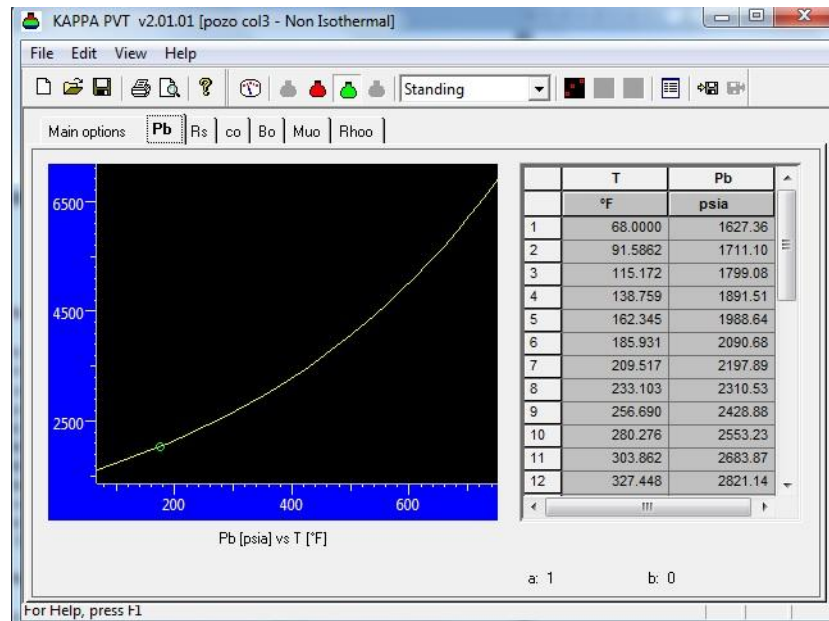 KAPPA PVT v2.01.01 [pozo col3 - Non Isothermal]
File Edit View Help
Standing
Main options Pb Rs co Bo Muo Rhoo
6500
4500
2500
200 400 600
Pb [psia] vs T [°F]
T Pb
°F psia
1 68.0000 1627.36
2 91.5862 1711.10
3 115.172 1799.08
4 138.759 1891.51
5 162.345 1988.64
6 185.931 2090.68
7 209.517 2197.89
8 233.103 2310.53
9 256.690 2428.88
10 280.276 2553.23
11 303.862 2683.87
12 327.448 2821.14
a: 1 b: 0
For Help, press F1